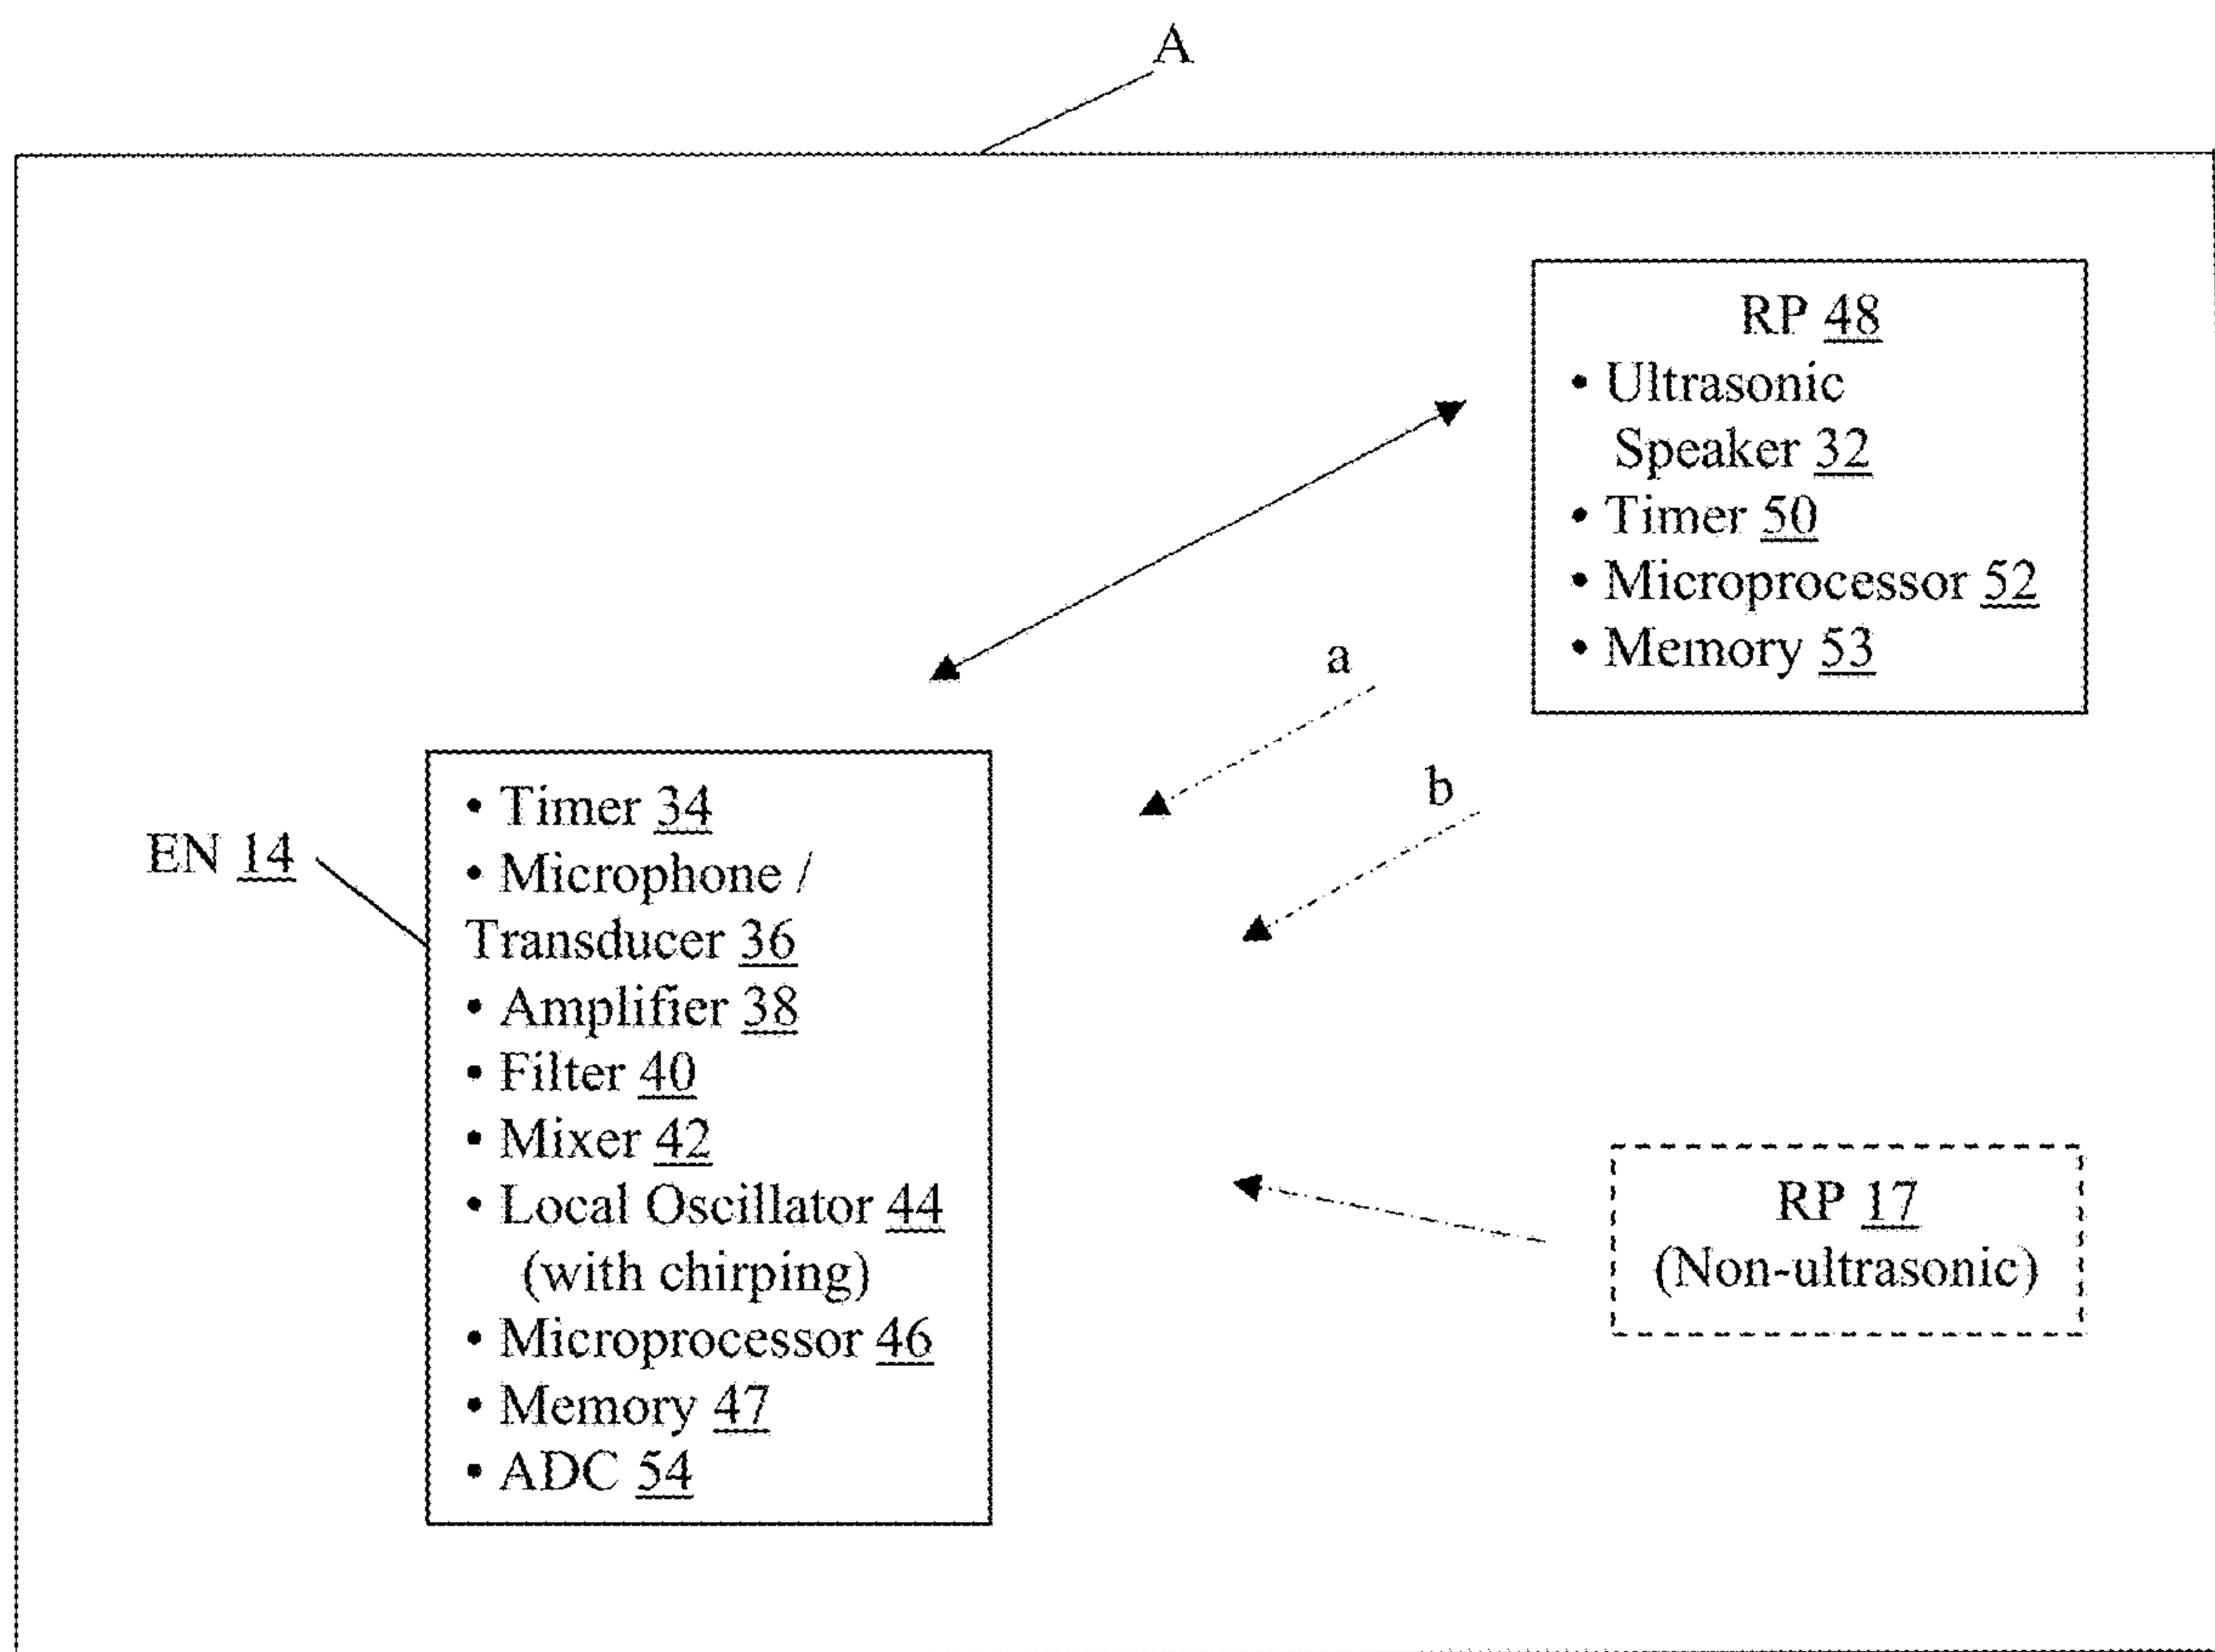 A
RP 48
• Ultrasonic
Speaker 32
• Timer 50
• Microprocessor 52
• Memory 53
a
b
EN 14
• Timer 34
• Microphone /
Transducer 36
• Amplifier 38
• Filter 40
• Mixer 42
• Local Oscillator 44
(with chirping)
• Microprocessor 46
• Memory 47
• ADC 54
RP 17
(Non-ultrasonic)